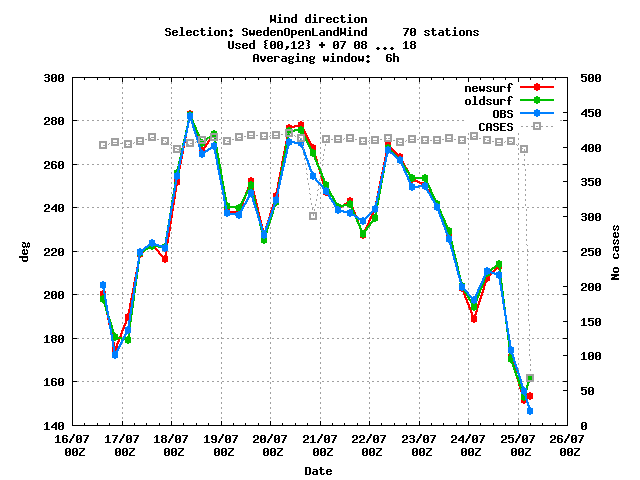 Wind direction
Selection: SwedenOpenLandWind     70 stations
Used {00,12} + 07 08 ... 18
Averaging window:  6h
300
280
260
240
220
200
180
160
140
deg
500
450
400
350
300
250
200
150
100
50
0
No cases
newsurf
oldsurf
OBS
CASES
16/07 17/07 18/07 19/07 20/07 21/07 22/07 23/07 24/07 25/07 26/07
00Z 00Z 00Z 00Z 00Z 00Z 00Z 00Z 00Z 00Z 00Z
Date